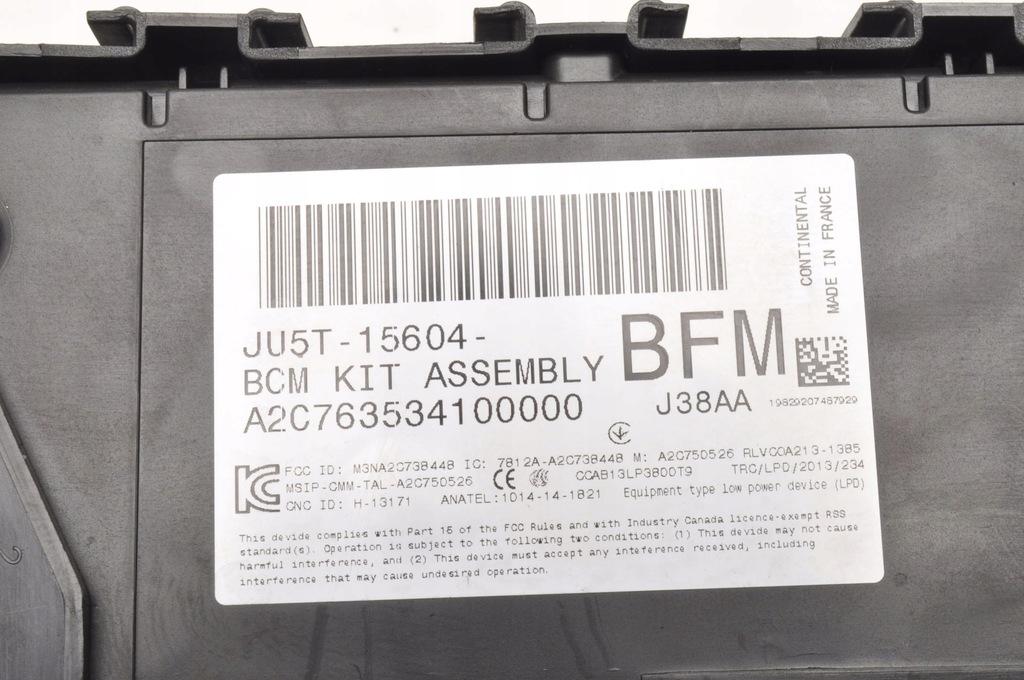 JU5T-15604-
BFM
BCM KIT ASSEMBLY
A2C763534100000
J38AA
19829207487929
CONTINENTAL
MADE IN FRANCE
KC
FCC ID: M3NA2C738448 IC: 7812A-A2C738448 M: A2C750526 RLVCOA213-1385
MSIP-CMM-TAL-A2C750526 CE CCAB13LP3800T9 TRC/LPD/2013/234
CNC ID: H-13171 ANATEL:1014-14-1821 Equipment type low power device (LPD)
This devide complies with Part 15 of the FCC Rules and with Industry Canada licence-exempt RSS
standard(s). Operation is subject to the following two conditions: (1) This device may not cause
harmful interference, and (2) This device must accept any interference received, including
interference that may cause undesired operation.